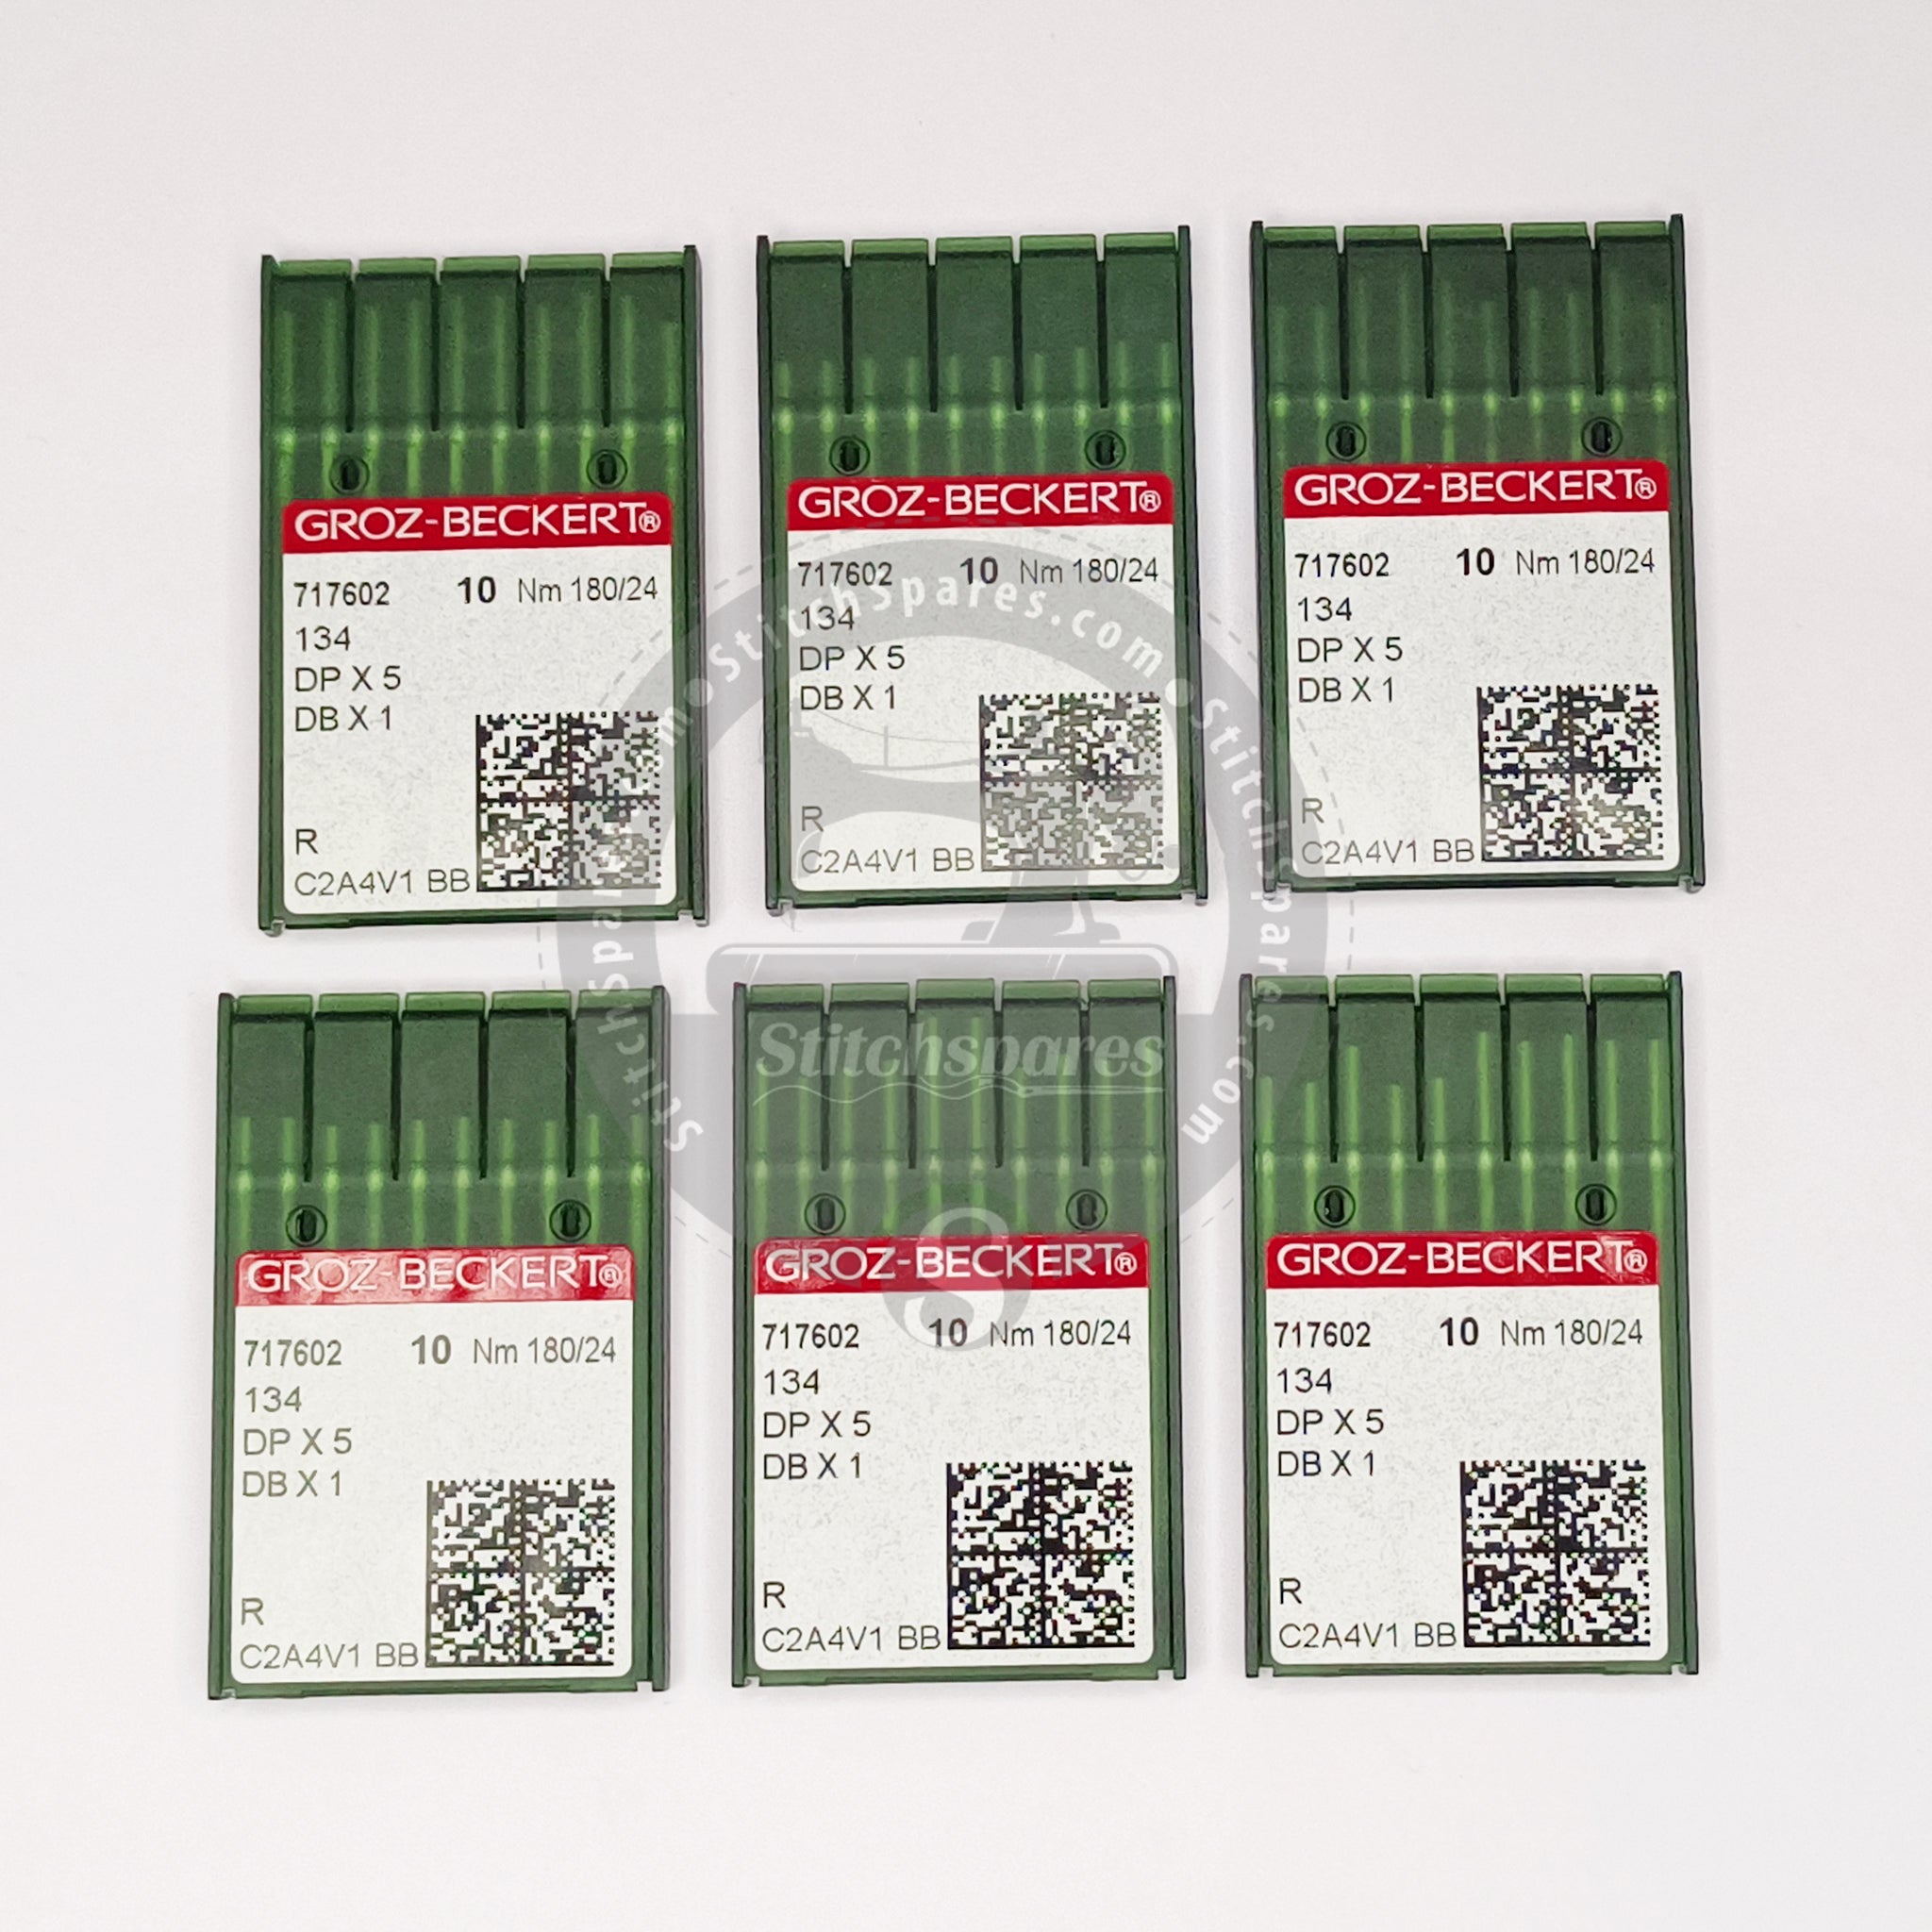 GROZ-BECKERT®
717602 10 Nm 180/24
134
DP X 5
DB X 1
R
C2A4V1 BB
GROZ-BECKERT®
717602 10 Nm 180/24
134
DP X 5
DB X 1
R
C2A4V1 BB
GROZ-BECKERT®
717602 10 Nm 180/24
134
DP X 5
DB X 1
R
C2A4V1 BB
StitchSpares.com
Stitchspares.com
Stitchspares
GROZ-BECKERT®
717602 10 Nm 180/24
134
DP X 5
DB X 1
R
C2A4V1 BB
GROZ-BECKERT®
717602 10 Nm 180/24
134
DP X 5
DB X 1
R
C2A4V1 BB
GROZ-BECKERT®
717602 10 Nm 180/24
134
DP X 5
DB X 1
R
C2A4V1 BB